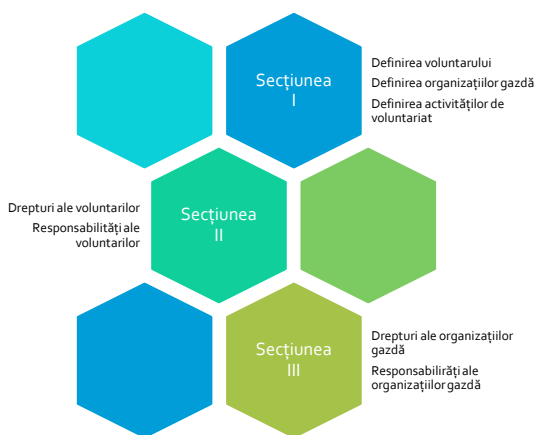 Secțiunea
I
Definirea voluntarului
Definirea organizațiilor gazdă
Definirea activităților de
voluntariat
Drepturi ale voluntarilor
Responsabilități ale
voluntarilor
Secțiunea
II
Secțiunea
III
Drepturi ale organizațiilor
gazdă
Responsabilirăți ale
organizațiilor gazdă